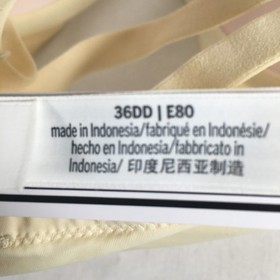 36DD | E80
made in Indonesia/fabriqué en Indonésie/
hecho en Indonesia/fabbricato in
Indonesia/ 印度尼西亚制造